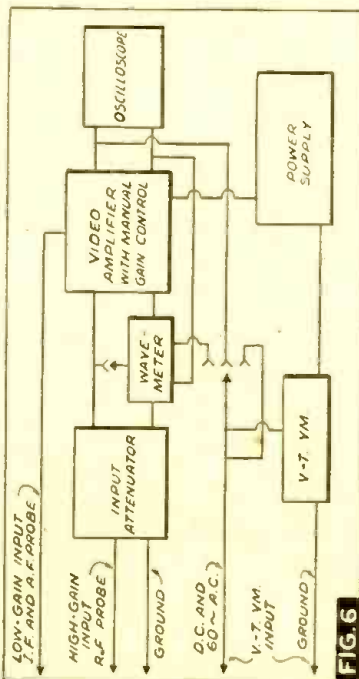 LOW-GAIN INPUT
I.F. AND A.F. PROBE
HIGH-GAIN
INPUT
R.F PROBE
GROUND
D.C. AND
60 ~ A.C.
V.-T. VM.
INPUT
GROUND
INPUT
ATTENUATOR
WAVE-
METER
VIDEO
AMPLIFIER
WITH MANUAL
GAIN CONTROL
OSCILLOSCOPE
V-T. VM.
POWER
SUPPLY
FIG.6